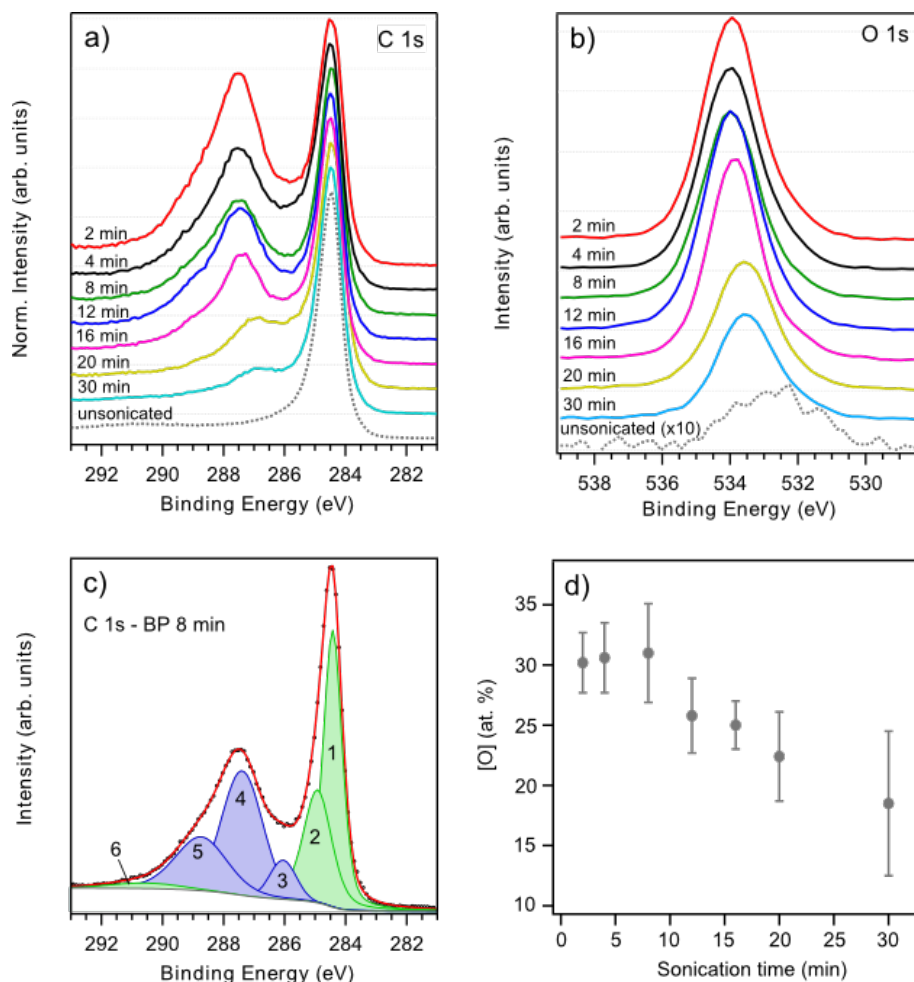 a)
C 1s
Norm. Intensity (arb. units)
2 min
4 min
8 min
12 min
16 min
20 min
30 min
unsonicated
292 290 288 286 284 282
Binding Energy (eV)
b)
O 1s
Intensity (arb. units)
2 min
4 min
8 min
12 min
16 min
20 min
30 min
unsonicated (x10)
538 536 534 532 530
Binding Energy (eV)
c)
C 1s - BP 8 min
Intensity (arb. units)
1
2
3
4
5
6
292 290 288 286 284 282
Binding Energy (eV)
d)
[O] (at. %)
35
30
25
20
15
10
0 5 10 15 20 25 30
Sonication time (min)